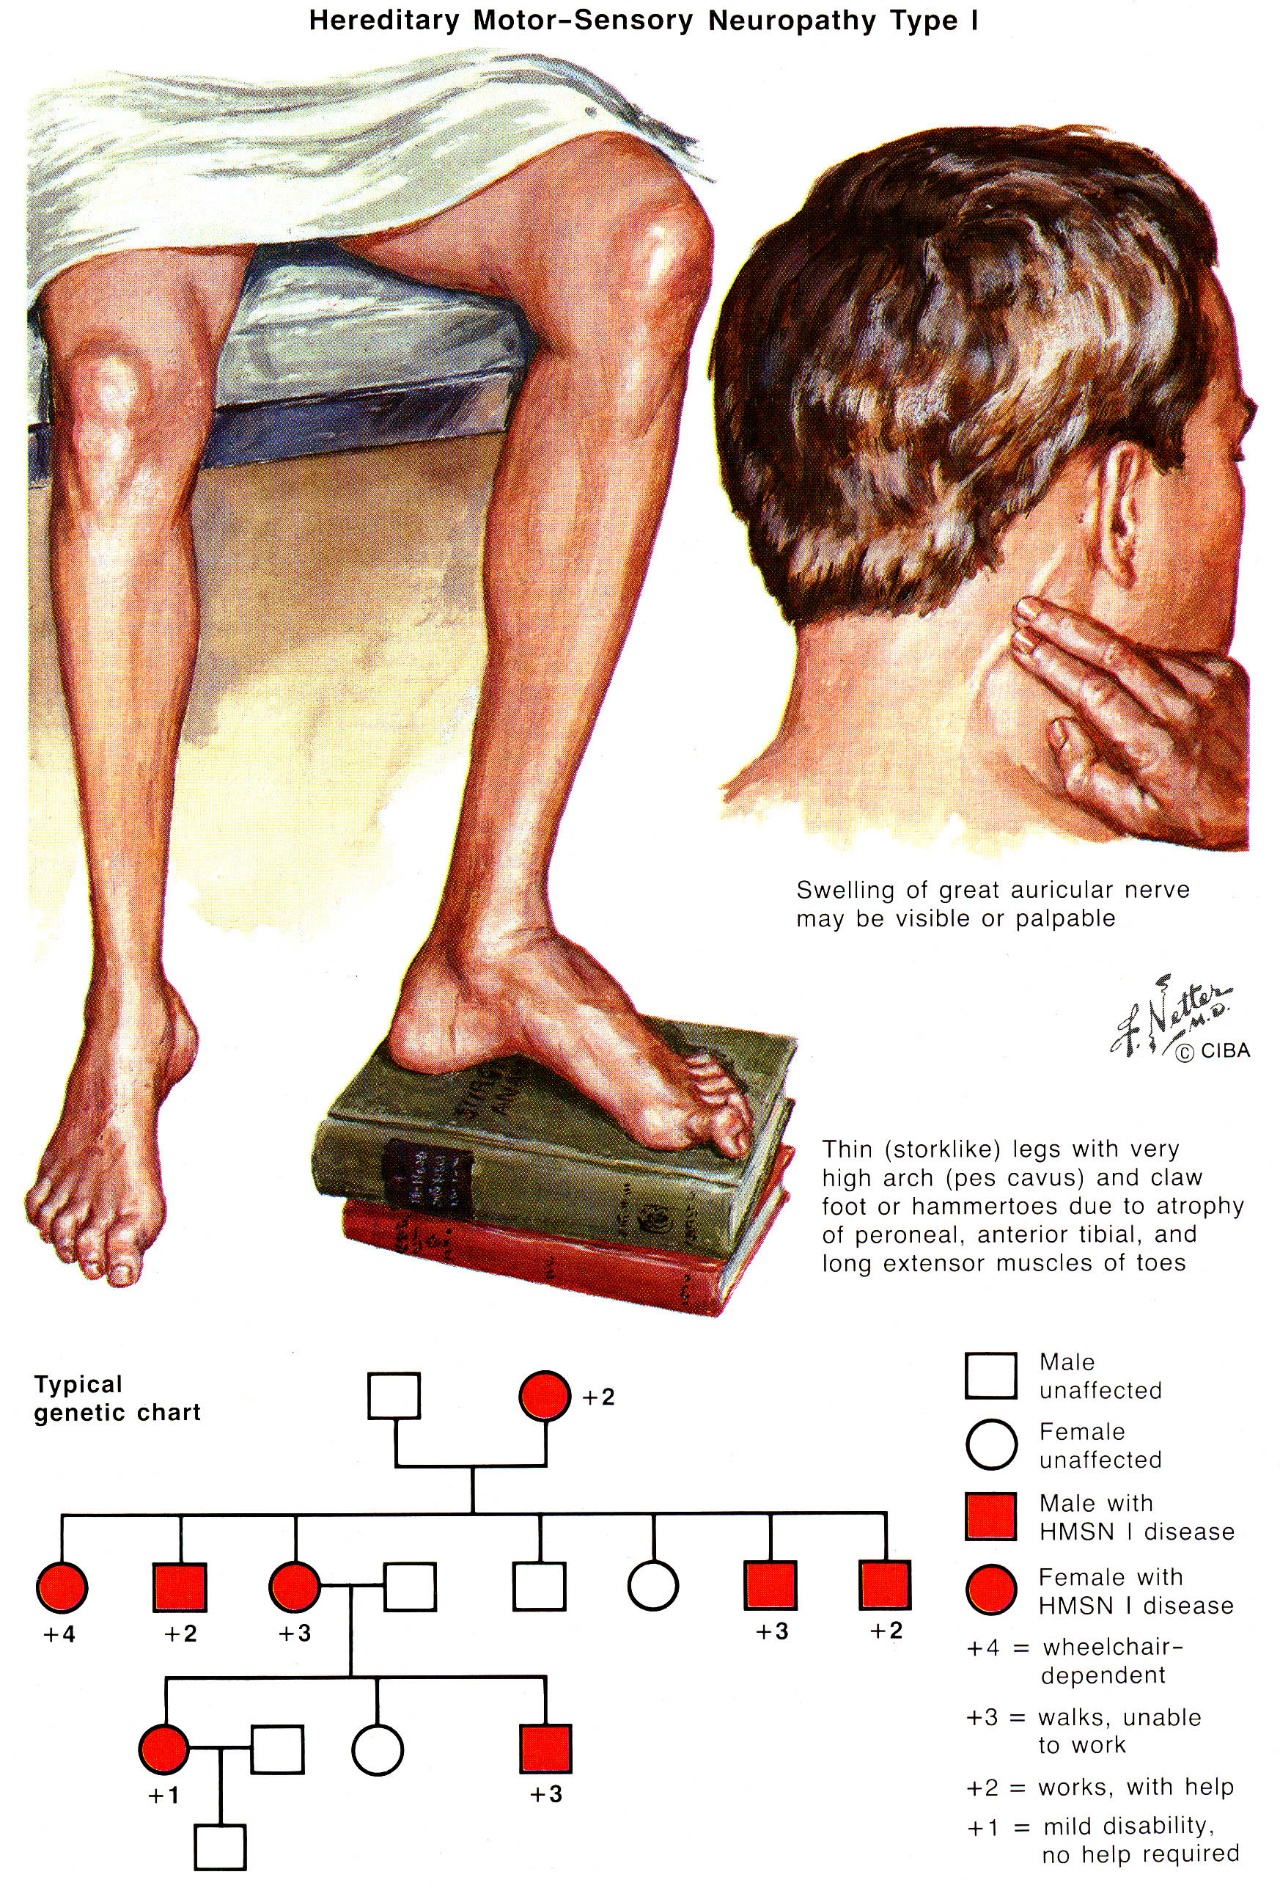 Hereditary Motor-Sensory Neuropathy Type I
Swelling of great auricular nerve
may be visible or palpable
F. Netter
M.D.
© CIBA
Thin (storklike) legs with very
high arch (pes cavus) and claw
foot or hammertoes due to atrophy
of peroneal, anterior tibial, and
long extensor muscles of toes
Typical
genetic chart
+2
+4
+2
+3
+3
+2
+1
+3
Male
unaffected
Female
unaffected
Male with
HMSN I disease
Female with
HMSN I disease
+4 = wheelchair-
dependent
+3 = walks, unable
to work
+2 = works, with help
+1 = mild disability,
no help required